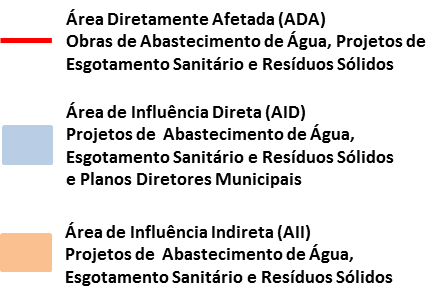 Área Diretamente Afetada (ADA)
Obras de Abastecimento de Água, Projetos de
Esgotamento Sanitário e Resíduos Sólidos
Área de Influência Direta (AID)
Projetos de Abastecimento de Água,
Esgotamento Sanitário e Resíduos Sólidos
e Planos Diretores Municipais
Área de Influência Indireta (AII)
Projetos de Abastecimento de Água,
Esgotamento Sanitário e Resíduos Sólidos